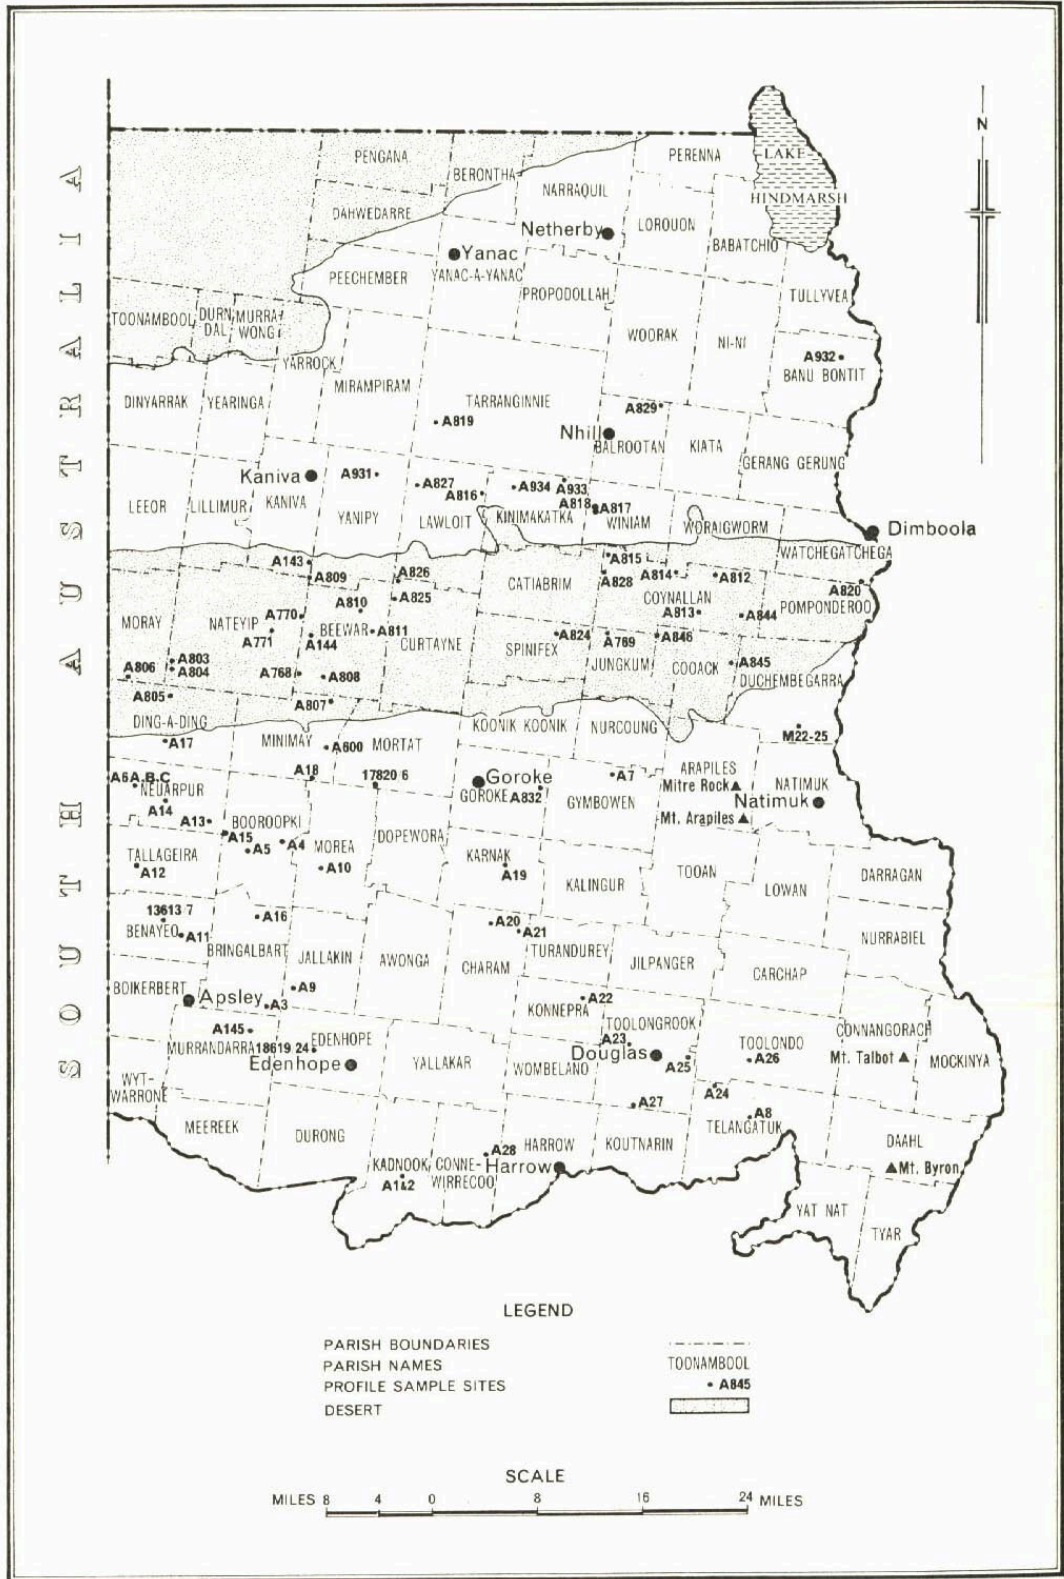 N
SOUTH AUSTRALIA
LAKE
HINDMARSH
PENGANA
BERONTHA
PERENNA
NARRAQUIL
DAHWEDARRE
Netherby
LORQUON
BABATCHIO
Yanac
PEECHEMBER
YANAC-A-YANAC
PROPODOLLAH
TULLYVEA
TOONAMBOOL
DURN
DAL
MURRA
WONG
WOORAK
NI-NI
YARROCK
A932
BANU BONTIT
MIRAMPIRAM
DINYARRAK
YEARINGA
TARRANGINNIE
A829
A819
Nhill
BALROOTAN
KIATA
GERANG GERUNG
Kaniva
A931
A827
A934
A933
A816
A818
A817
LEEOR
LILLIMUR
KANIVA
YANIPY
LAWLOIT
KINIMAKATKA
WINIAM
WORAIGWORM
Dimboola
WATCHEGATCHEGA
A143
A809
A826
A815
CATIABRIM
A828
A814
A812
A820
A825
COYNALLAN
POMPONDEROO
A810
A813
A844
A770
MORAY
NATEYIP
BEEWAR
A811
A771
A144
CURTAYNE
SPINIFEX
A824
A769
A846
JUNGKUM
COOACK
A845
DUCHEMBEGARRA
A806
A803
A804
A768
A808
A805
A807
DING-A-DING
A17
MINIMAY
A600
MORTAT
KOONIK KOONIK
NURCOUNG
M22-25
A6A.B.C
A18
17820 6
Goroke
A7
ARAPILES
NATIMUK
NEUARPUR
GOROKE
A832
GYMBOWEN
Mitre Rock
Natimuk
A14
A13
BOOROOPKI
Mt. Arapiles
A15
A5
A4
MOREA
DOPEWORA
TALLAGEIRA
A12
A10
KARNAK
A19
KALINGUR
TOOAN
LOWAN
DARRAGAN
13613 7
A16
A20
A21
BENAYEO
A11
BRINGALBART
JALLAKIN
AWONGA
CHARAM
TURANDUREY
JILPANGER
NURRABIEL
CARCHAP
BOIKERBERT
Apsley
A3
A9
A22
KONNEPRA
A145
MURRANDARRA
18619 24
EDENHOPE
Edenhope
YALLAKAR
WOMBELANO
TOOLONGROOK
A23
Douglas
A25
TOOLONDO
A26
CONNANGORACH
Mt. Talbot
MOCKINYA
WYT-
WARRONE
A24
A27
A8
TELANGATUK
MEEREEK
DURONG
A28
HARROW
KOUTNARIN
DAAHL
KADNOOK
CONNE-
WIRRECOO
Harrow
Mt. Byron
A1&2
YAT NAT
TYAR
LEGEND
PARISH BOUNDARIES
PARISH NAMES TOONAMBOOL
PROFILE SAMPLE SITES A845
DESERT
SCALE
MILES 8 4 0 8 16 24 MILES